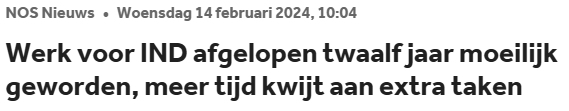 NOS Nieuws • Woensdag 14 februari 2024, 10:04
Werk voor IND afgelopen twaalf jaar moeilijk
geworden, meer tijd kwijt aan extra taken